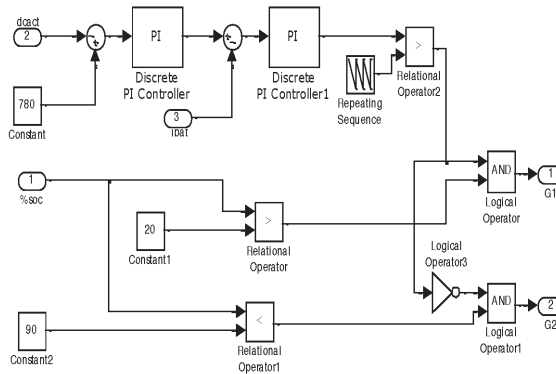 dcact
2
PI
PI
>
Discrete
PI Controller
Discrete
PI Controller1
Relational
Operator2
780
Constant
3
Ibat
Repeating
Sequence
1
%soc
AND
1
G1
Logical
Operator
20
Constant1
>
Relational
Operator
Logical
Operator3
90
Constant2
<
Relational
Operator1
AND
2
G2
Logical
Operator1